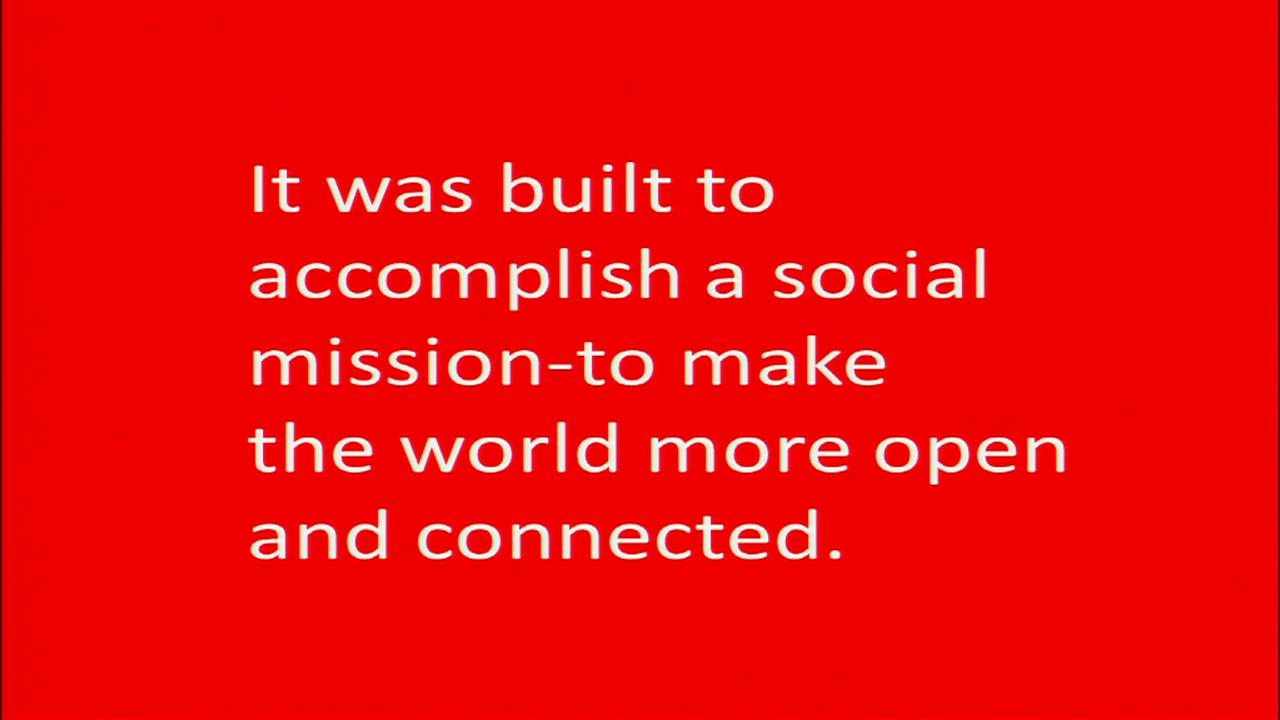 It was built to
accomplish a social
mission-to make
the world more open
and connected.